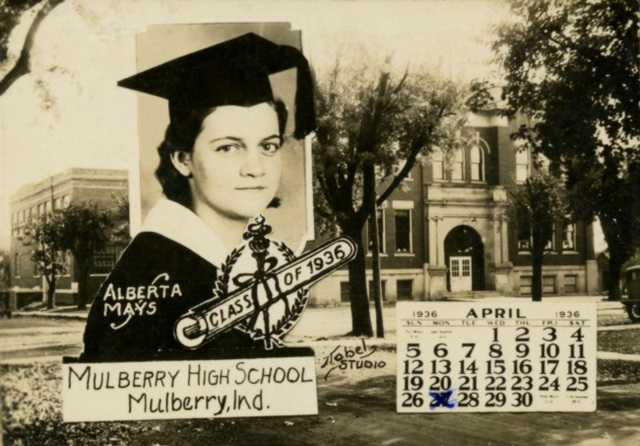 ALBERTA
MAYS
CLASS OF 1936
MULBERRY HIGH SCHOOL
Mulberry, Ind.
STUDIO
1936 APRIL 1936
SUN MON TUE WED THU FRI SAT
1 2 3 4
5 6 7 8 9 10 11
12 13 14 15 16 17 18
19 20 21 22 23 24 25
26 27 28 29 30